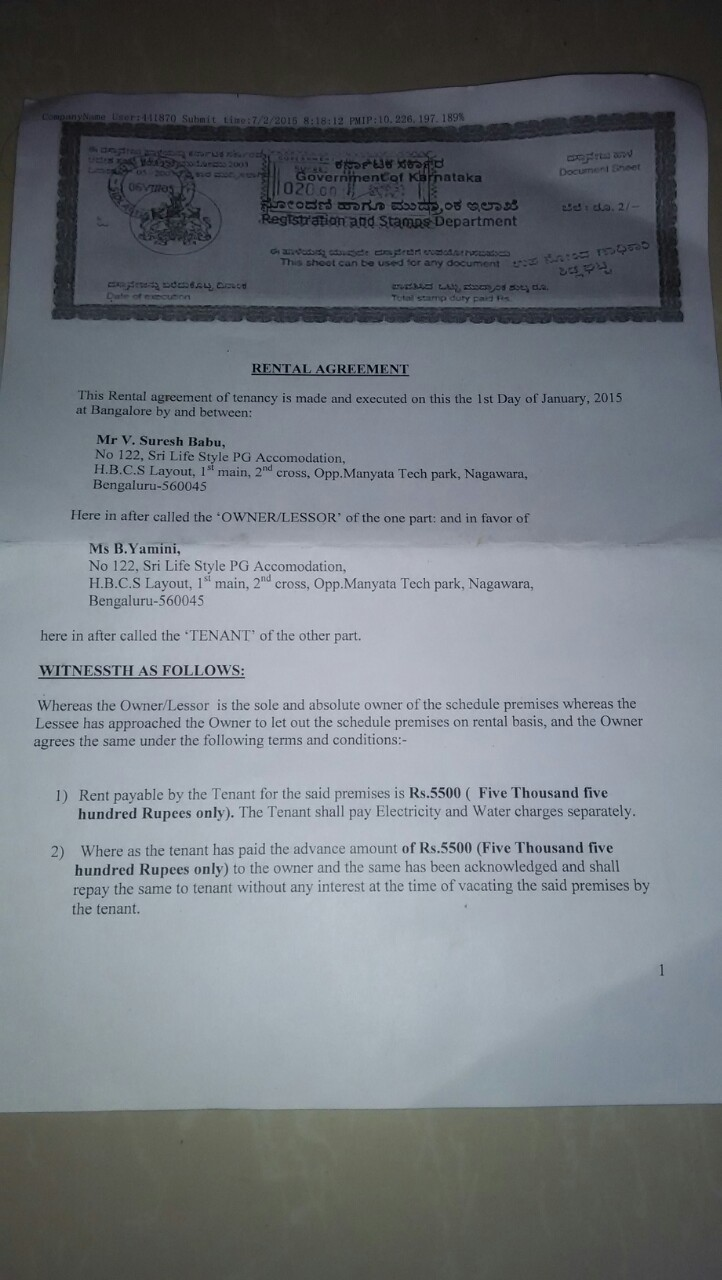 CompanyName User:411870 Submit time:7/2/2015 8:18:12 PMIP:10.226.197.189%
ಕರ್ನಾಟಕ ಸರ್ಕಾರ
Government of Karnataka
Document Sheet
ನೋಂದಣಿ ಹಾಗೂ ಮುದ್ರಾಂಕ ಇಲಾಖೆ
ಬೆಲೆ : ರೂ. 2/-
Registration and Stamps Department
This sheet can be used for any document
Date of execution
Total stamp duty paid Rs.
RENTAL AGREEMENT
This Rental agreement of tenancy is made and executed on this the 1st Day of January, 2015
at Bangalore by and between:
Mr V. Suresh Babu,
No 122, Sri Life Style PG Accomodation,
H.B.C.S Layout, 1st main, 2nd cross, Opp.Manyata Tech park, Nagawara,
Bengaluru-560045
Here in after called the ‘OWNER/LESSOR’ of the one part: and in favor of
Ms B.Yamini,
No 122, Sri Life Style PG Accomodation,
H.B.C.S Layout, 1st main, 2nd cross, Opp.Manyata Tech park, Nagawara,
Bengaluru-560045
here in after called the ‘TENANT’ of the other part.
WITNESSTH AS FOLLOWS:
Whereas the Owner/Lessor is the sole and absolute owner of the schedule premises whereas the
Lessee has approached the Owner to let out the schedule premises on rental basis, and the Owner
agrees the same under the following terms and conditions:-
1) Rent payable by the Tenant for the said premises is Rs.5500 ( Five Thousand five
hundred Rupees only). The Tenant shall pay Electricity and Water charges separately.
2) Where as the tenant has paid the advance amount of Rs.5500 (Five Thousand five
hundred Rupees only) to the owner and the same has been acknowledged and shall
repay the same to tenant without any interest at the time of vacating the said premises by
the tenant.
1